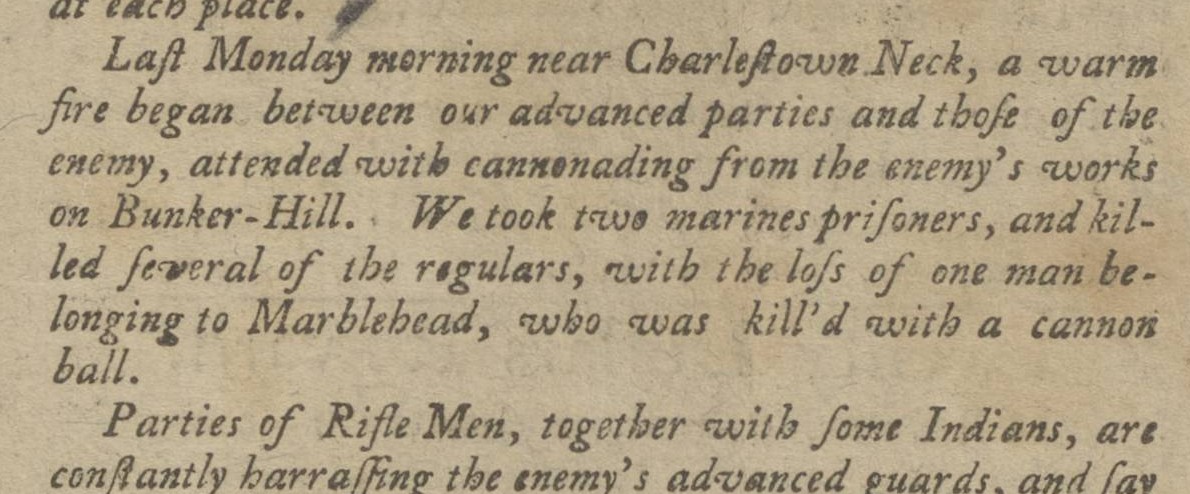 at each place.
Laſt Monday morning near Charleſtown Neck, a warm
fire began between our advanced parties and thoſe of the
enemy, attended with cannonading from the enemy's works
on Bunker-Hill. We took two marines priſoners, and kil-
led ſeveral of the regulars, with the loſs of one man be-
longing to Marblehead, who was kill'd with a cannon
ball.
Parties of Rifle Men, together with ſome Indians, are
conſtantly harraſſing the enemy's advanced guards, and ſay